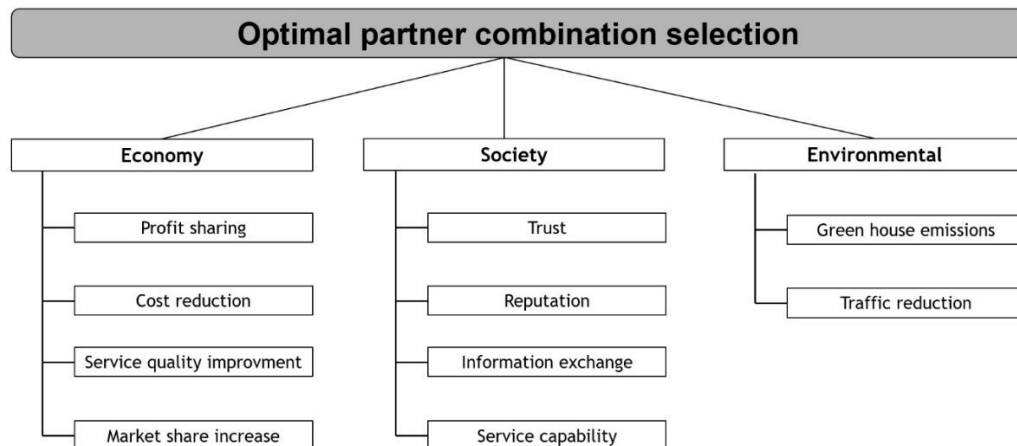 Optimal partner combination selection
Economy
Profit sharing
Cost reduction
Service quality improvment
Market share increase
Society
Trust
Reputation
Information exchange
Service capability
Environmental
Green house emissions
Traffic reduction